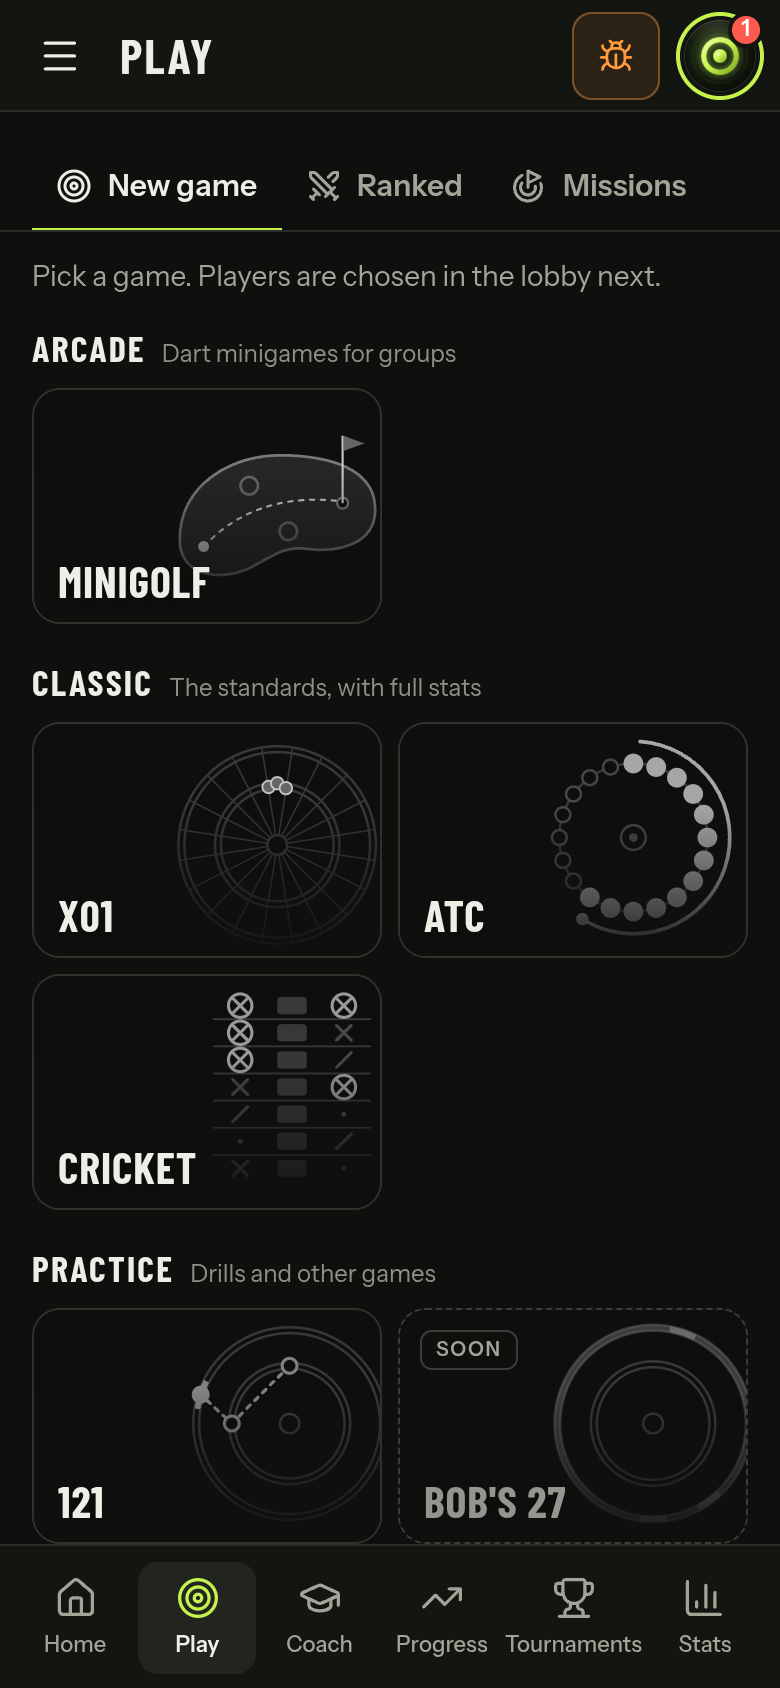 PLAY
1
New game
Ranked
Missions
Pick a game. Players are chosen in the lobby next.
ARCADE Dart minigames for groups
MINIGOLF
CLASSIC The standards, with full stats
X01
ATC
CRICKET
PRACTICE Drills and other games
121
SOON
BOB'S 27
Home
Play
Coach
Progress
Tournaments
Stats